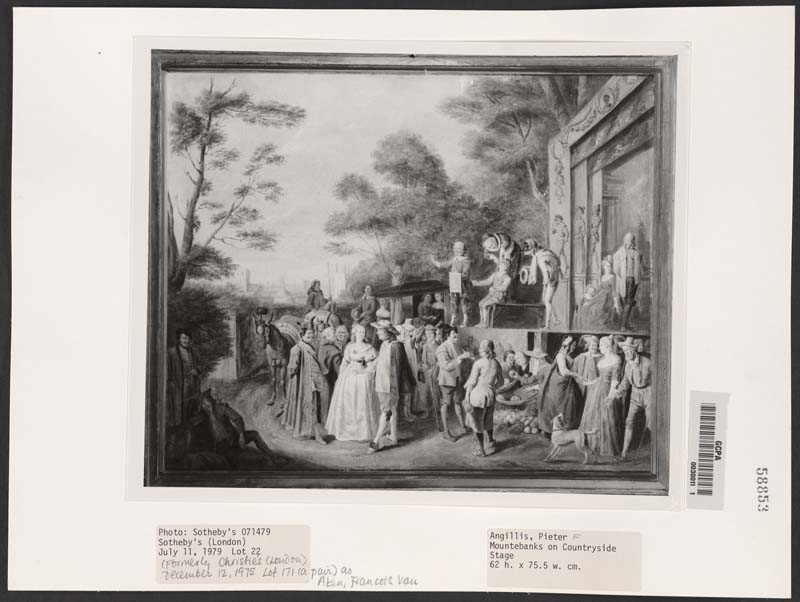 GCPA
0030011 1
58853
Photo: Sotheby's 071479
Sotheby's (London)
July 11, 1979 Lot 22
(Formerly Christies (London)
December 12, 1975 Lot 171 (a pair) as
Aken, Francois Van
Angillis, Pieter F
Mountebanks on Countryside
Stage
62 h. x 75.5 w. cm.